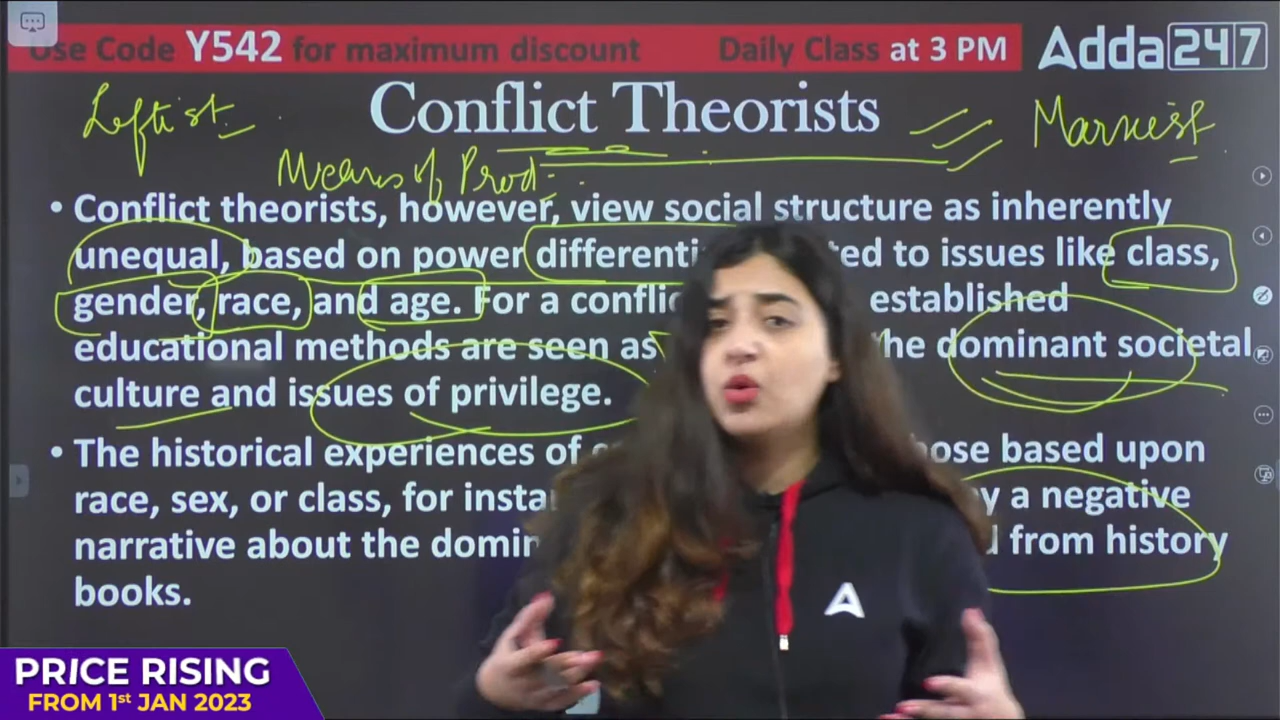 Use Code Y542 for maximum discount Daily Class at 3 PM Adda 247
Leftist Conflict Theorists Marxist
Means of Prod
• Conflict theorists, however, view social structure as inherently
unequal, based on power differenti ted to issues like class,
gender, race, and age. For a conflic established
educational methods are seen as he dominant societal
culture and issues of privilege.
• The historical experiences of hose based upon
race, sex, or class, for insta y a negative
narrative about the domin from history
books.
PRICE RISING
FROM 1st JAN 2023